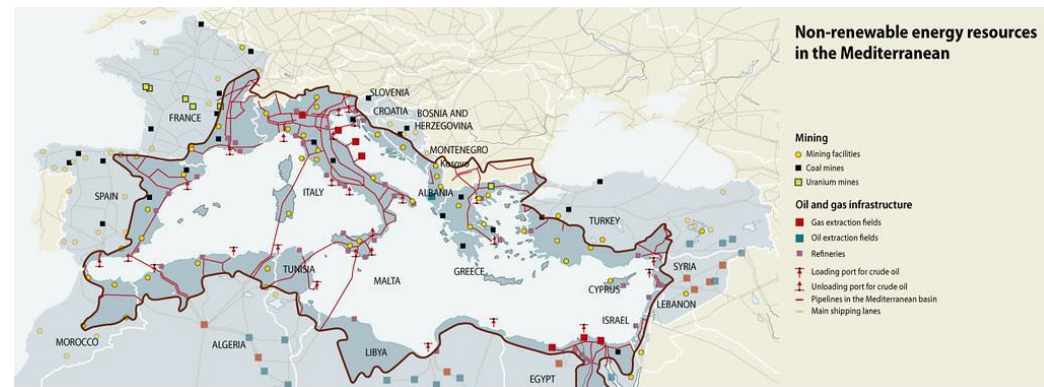 Non-renewable energy resources
in the Mediterranean
Mining
Mining facilities
Coal mines
Uranium mines
Oil and gas infrastructure
Gas extraction fields
Oil extraction fields
Refineries
Loading port for crude oil
Unloading port for crude oil
Pipelines in the Mediterranean basin
Main shipping lanes
SLOVENIA
CROATIA
BOSNIA AND
HERZEGOVINA
FRANCE
MONTENEGRO
Kosovo
SPAIN
ITALY
ALBANIA
TURKEY
TUNISIA
GREECE
SYRIA
MALTA
CYPRUS
LEBANON
ISRAEL
MOROCCO
ALGERIA
LIBYA
EGYPT